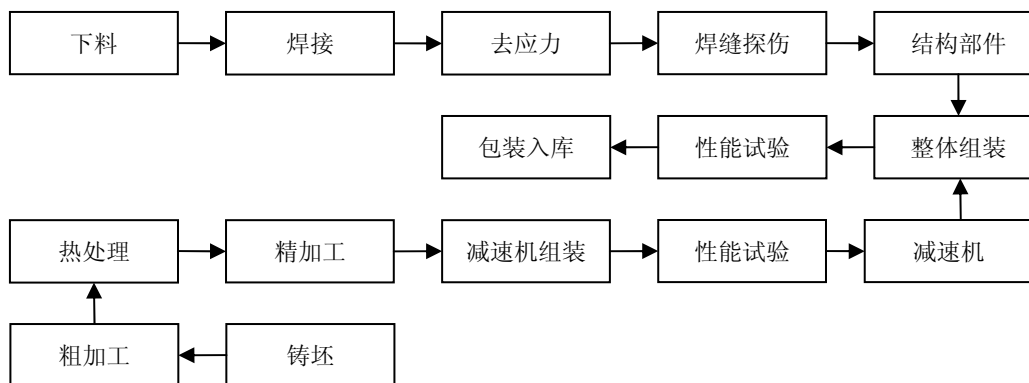 下料
焊接
去应力
焊缝探伤
结构部件
包装入库
性能试验
整体组装
热处理
精加工
减速机组装
性能试验
减速机
粗加工
铸坯